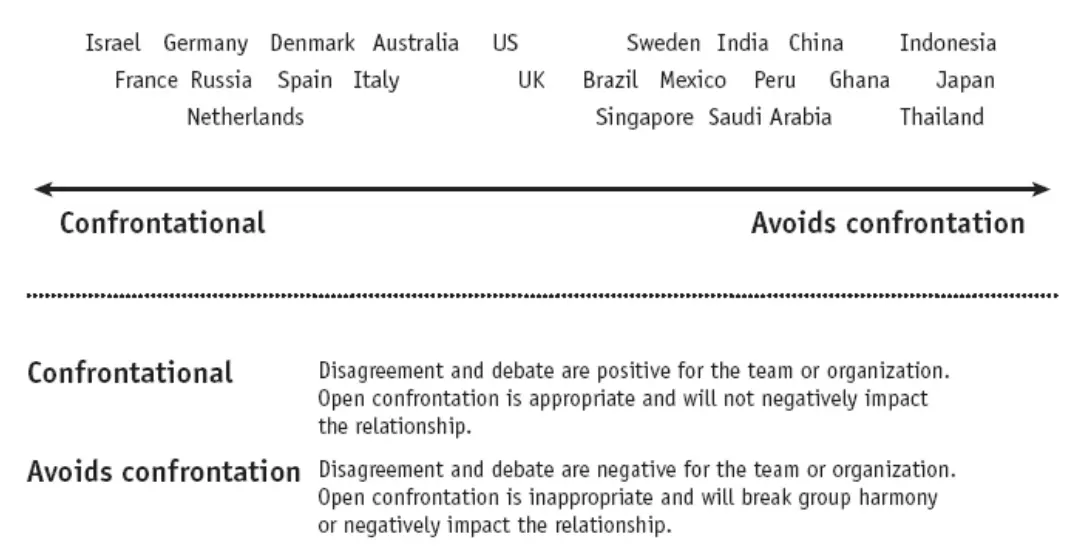 Israel Germany Denmark Australia US Sweden India China Indonesia
France Russia Spain Italy UK Brazil Mexico Peru Ghana Japan
Netherlands Singapore Saudi Arabia Thailand
Confrontational Avoids confrontation
Confrontational Disagreement and debate are positive for the team or organization.
Open confrontation is appropriate and will not negatively impact
the relationship.
Avoids confrontation Disagreement and debate are negative for the team or organization.
Open confrontation is inappropriate and will break group harmony
or negatively impact the relationship.